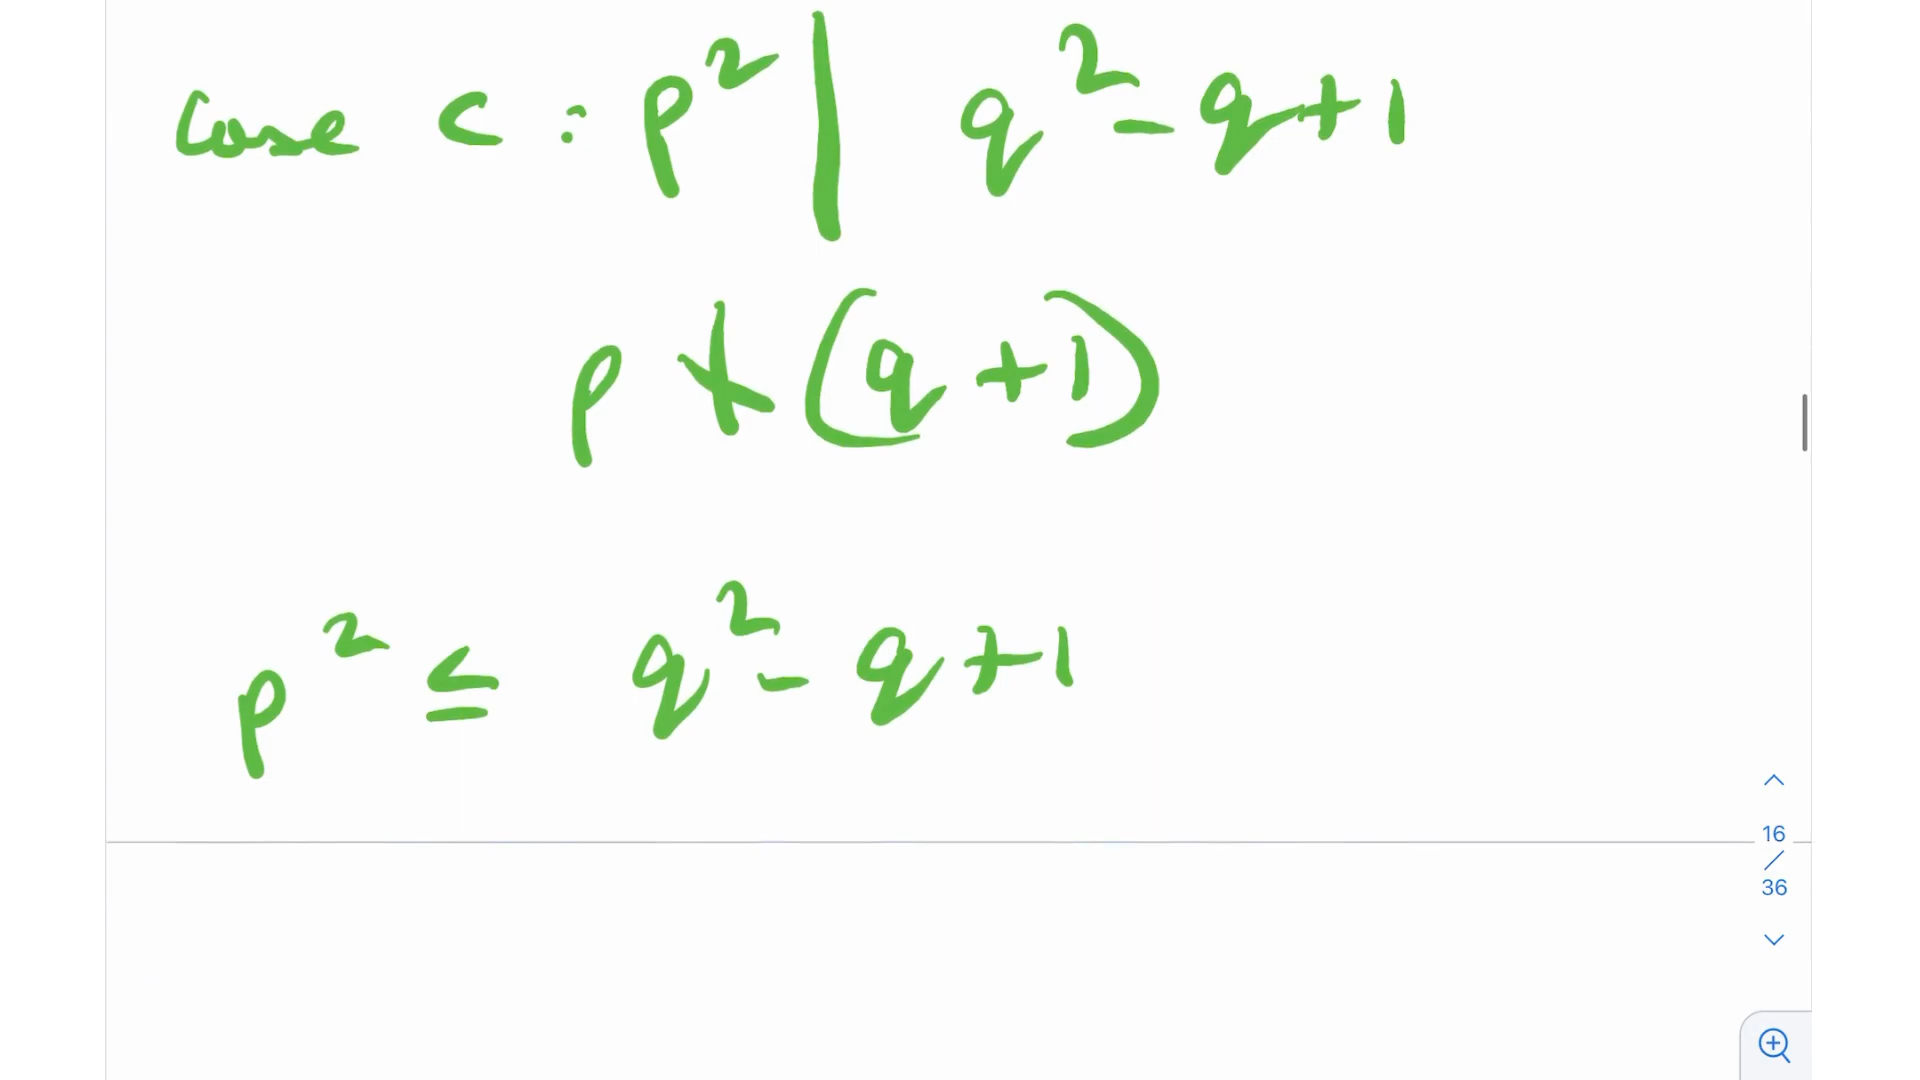 Case C : p² | q² - q + 1
p ∤ (q + 1)
p² ≤ q² - q + 1
16
/
36